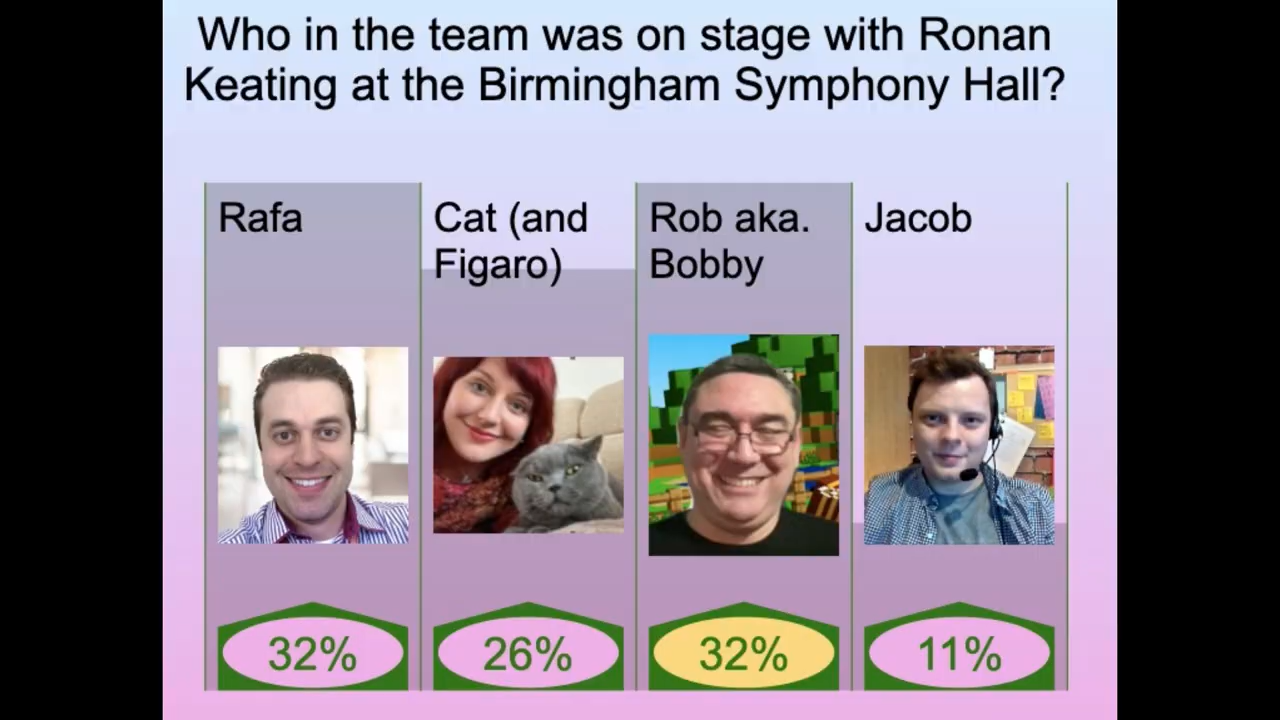 Who in the team was on stage with Ronan
Keating at the Birmingham Symphony Hall?
Rafa
Cat (and
Figaro)
Rob aka.
Bobby
Jacob
32%
26%
32%
11%